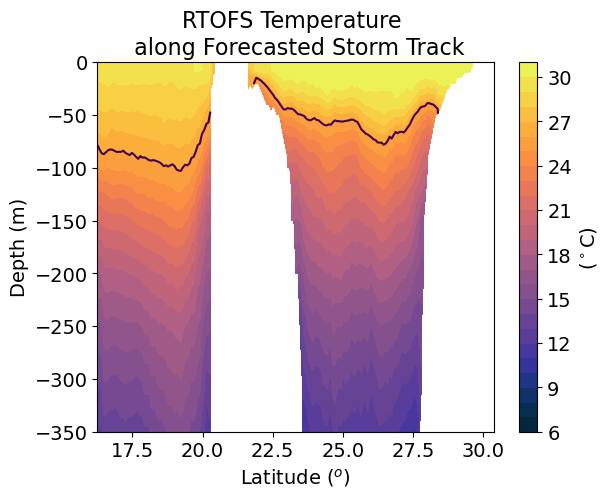 RTOFS Temperature
along Forecasted Storm Track
0
−50
−100
−150
−200
−250
−300
−350
Depth (m)
17.5 20.0 22.5 25.0 27.5 30.0
Latitude (°)
30
27
24
21
18
15
12
9
6
(°C)